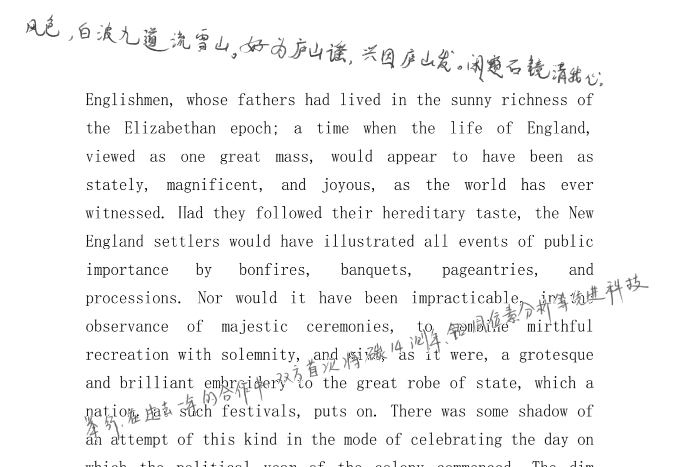 风色，白波九道流雪山。好为庐山谣，兴因庐山发。闲窥石镜清我心，
Englishmen, whose fathers had lived in the sunny richness of
the Elizabethan epoch; a time when the life of England,
viewed as one great mass, would appear to have been as
stately, magnificent, and joyous, as the world has ever
witnessed. Had they followed their hereditary taste, the New
England settlers would have illustrated all events of public
importance by bonfires, banquets, pageantries, and
processions. Nor would it have been impracticable, in the
observance of majestic ceremonies, to combine mirthful
recreation with solemnity, and give, as it were, a grotesque
and brilliant embroidery to the great robe of state, which a
nation, at such festivals, puts on. There was some shadow of
an attempt of this kind in the mode of celebrating the day on
which the political year of the colony commenced. The dim
在过去一年的合作中，双方首次将碳14测年、铅同位素分析等先进科技